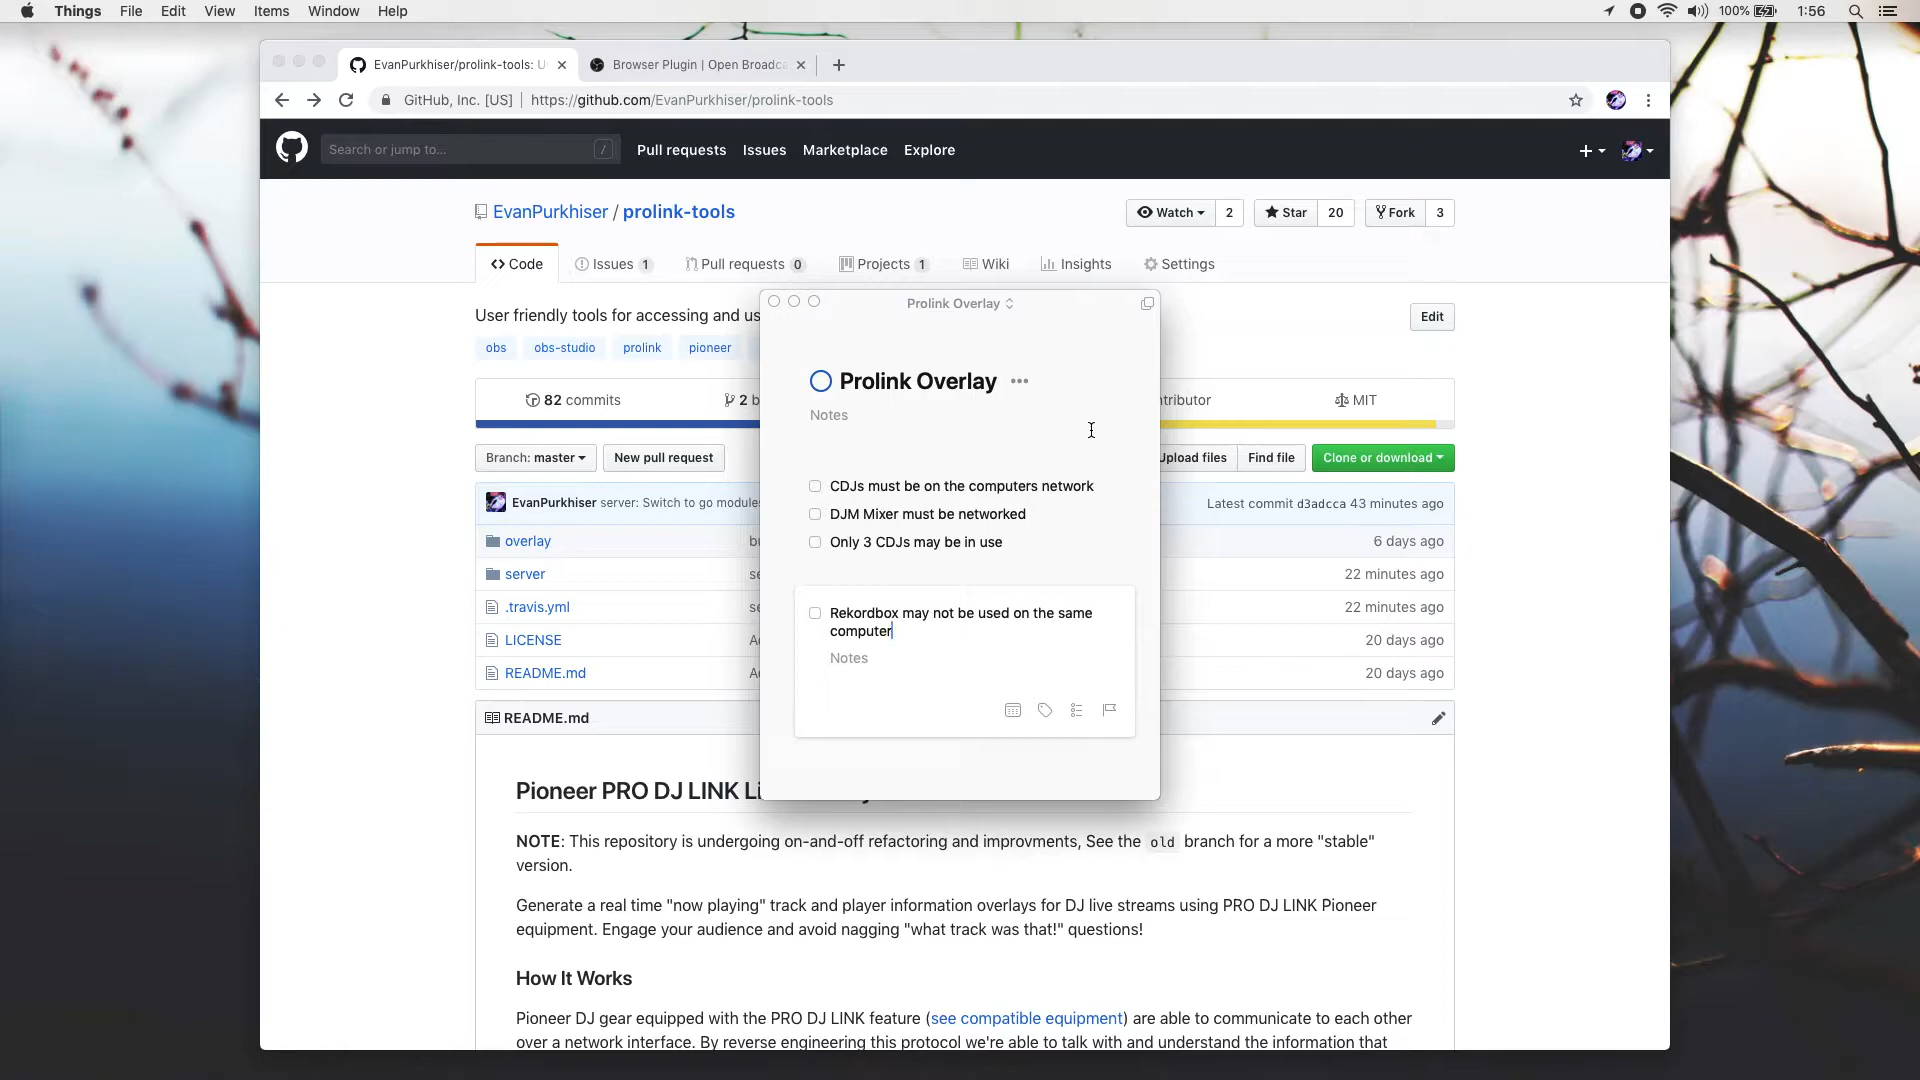 Things File Edit View Items Window Help
100% 1:56
EvanPurkhiser/prolink-tools: U
Browser Plugin | Open Broadca
GitHub, Inc. [US] | https://github.com/EvanPurkhiser/prolink-tools
Search or jump to... /
Pull requests Issues Marketplace Explore
EvanPurkhiser / prolink-tools
Watch 2 Star 20 Fork 3
Code Issues 1 Pull requests 0 Projects 1 Wiki Insights Settings
User friendly tools for accessing and us
Edit
obs obs-studio prolink pioneer
82 commits 2 b
ntributor MIT
Branch: master New pull request
Upload files Find file Clone or download
EvanPurkhiser server: Switch to go module
Latest commit d3adcca 43 minutes ago
overlay 6 days ago
server 22 minutes ago
.travis.yml 22 minutes ago
LICENSE 20 days ago
README.md 20 days ago
README.md
Prolink Overlay
Prolink Overlay
Notes
CDJs must be on the computers network
DJM Mixer must be networked
Only 3 CDJs may be in use
Rekordbox may not be used on the same
computer
Notes
Pioneer PRO DJ LINK Li
NOTE: This repository is undergoing on-and-off refactoring and improvments, See the old branch for a more "stable"
version.
Generate a real time "now playing" track and player information overlays for DJ live streams using PRO DJ LINK Pioneer
equipment. Engage your audience and avoid nagging "what track was that!" questions!
How It Works
Pioneer DJ gear equipped with the PRO DJ LINK feature (see compatible equipment) are able to communicate to each other
over a network interface. By reverse engineering this protocol we're able to talk with and understand the information that